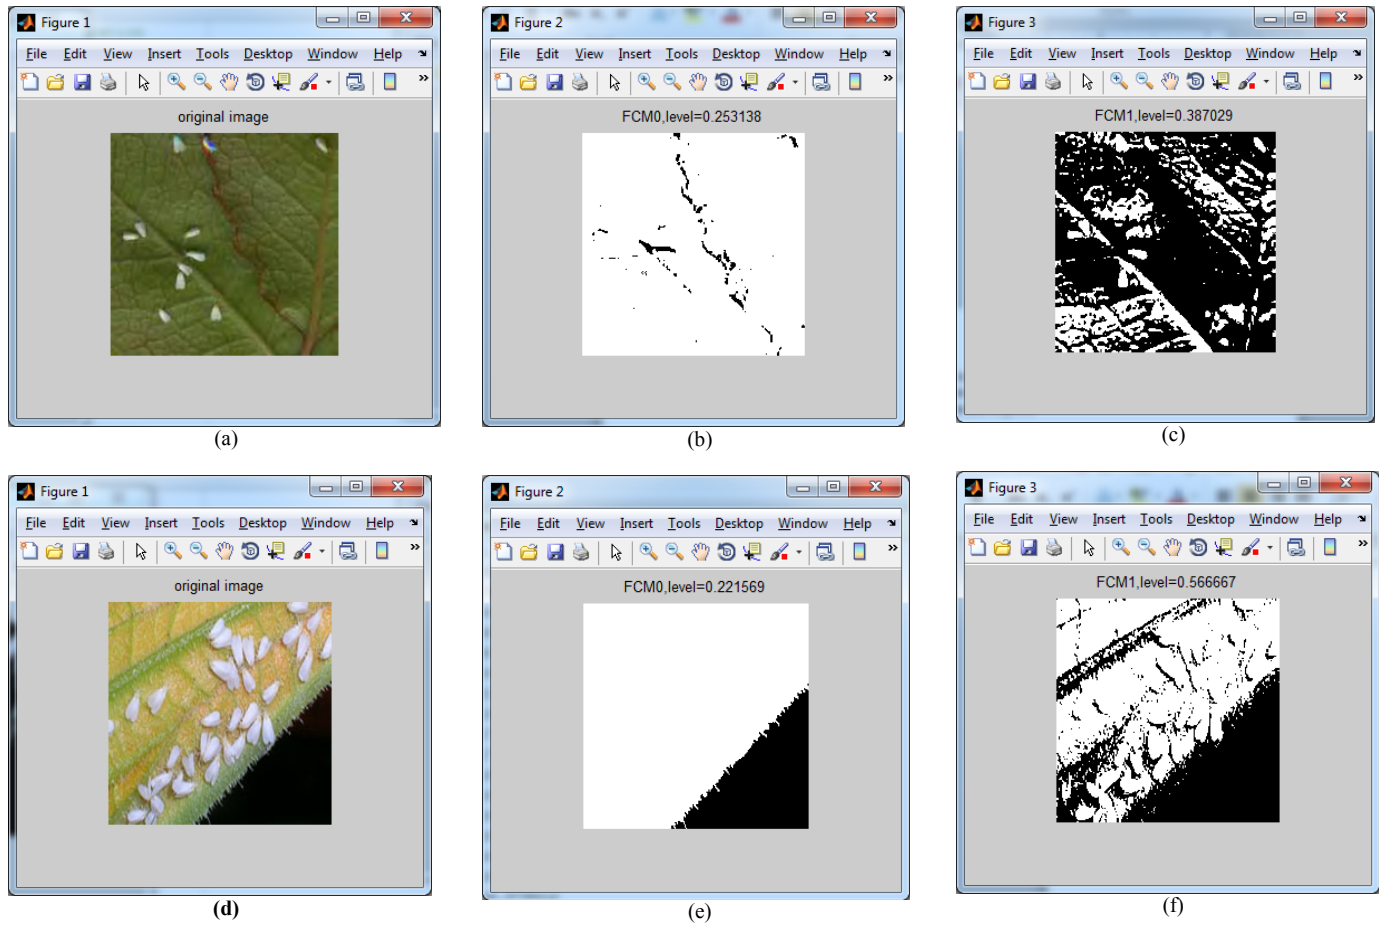 Figure 1
File Edit View Insert Tools Desktop Window Help
original image
(a)
Figure 2
File Edit View Insert Tools Desktop Window Help
FCM0,level=0.253138
(b)
Figure 3
File Edit View Insert Tools Desktop Window Help
FCM1,level=0.387029
(c)
Figure 1
File Edit View Insert Tools Desktop Window Help
original image
(d)
Figure 2
File Edit View Insert Tools Desktop Window Help
FCM0,level=0.221569
(e)
Figure 3
File Edit View Insert Tools Desktop Window Help
FCM1,level=0.566667
(f)